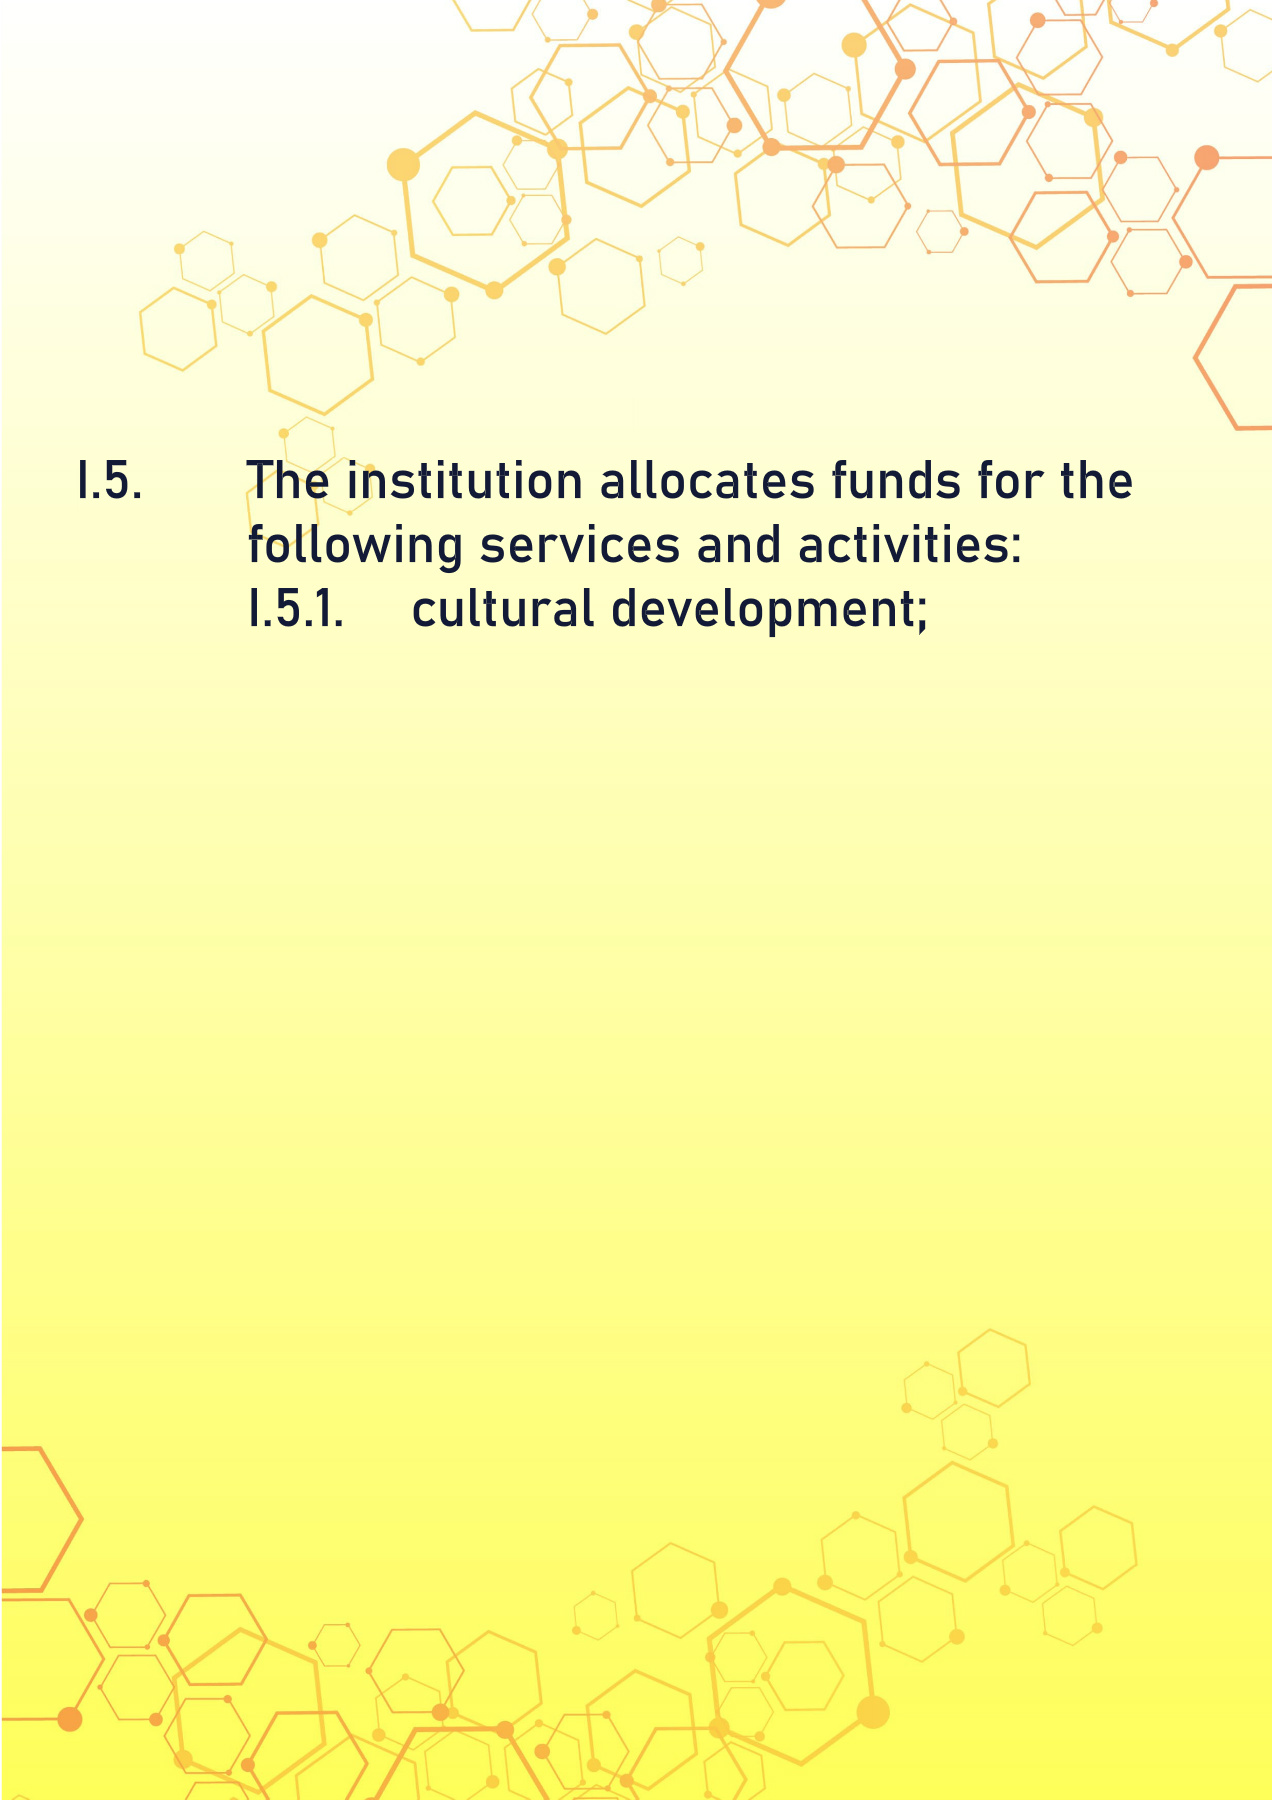 I.5. The institution allocates funds for the
following services and activities:
I.5.1. cultural development;